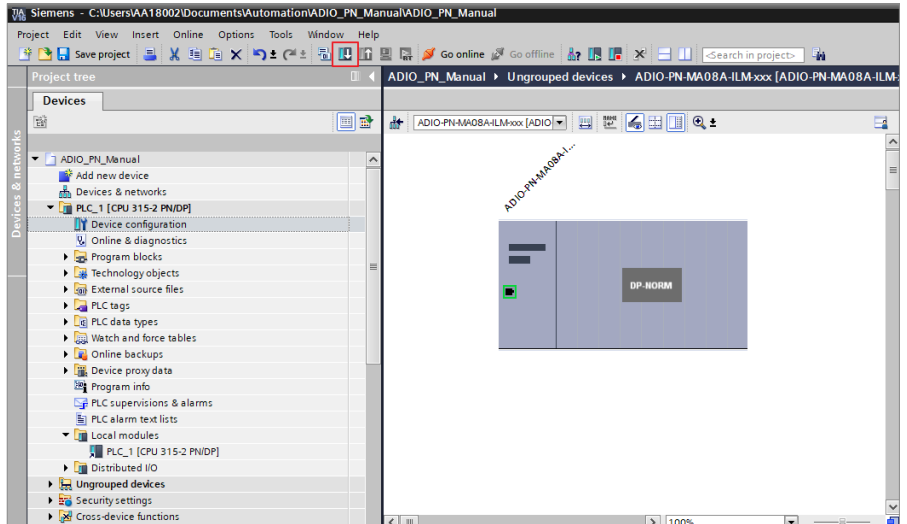 Siemens - C:\Users\AA18002\Documents\Automation\ADIO_PN_Manual\ADIO_PN_Manual
Project Edit View Insert Online Options Tools Window Help
Save project Go online Go offline <Search in project>
Project tree
ADIO_PN_Manual Ungrouped devices ADIO-PN-MA08A-ILM-xxx [ADIO-PN-MA08A-ILM-
Devices
ADIO-PN-MA08A-ILM-xxx [ADIO
Devices & networks
ADIO_PN_Manual
Add new device
Devices & networks
PLC_1 [CPU 315-2 PN/DP]
Device configuration
Online & diagnostics
Program blocks
Technology objects
External source files
PLC tags
PLC data types
Watch and force tables
Online backups
Device proxy data
Program info
PLC supervisions & alarms
PLC alarm text lists
Local modules
PLC_1 [CPU 315-2 PN/DP]
Distributed I/O
Ungrouped devices
Security settings
Cross-device functions
ADIO-PN-MA08A-I...
DP-NORM
100%